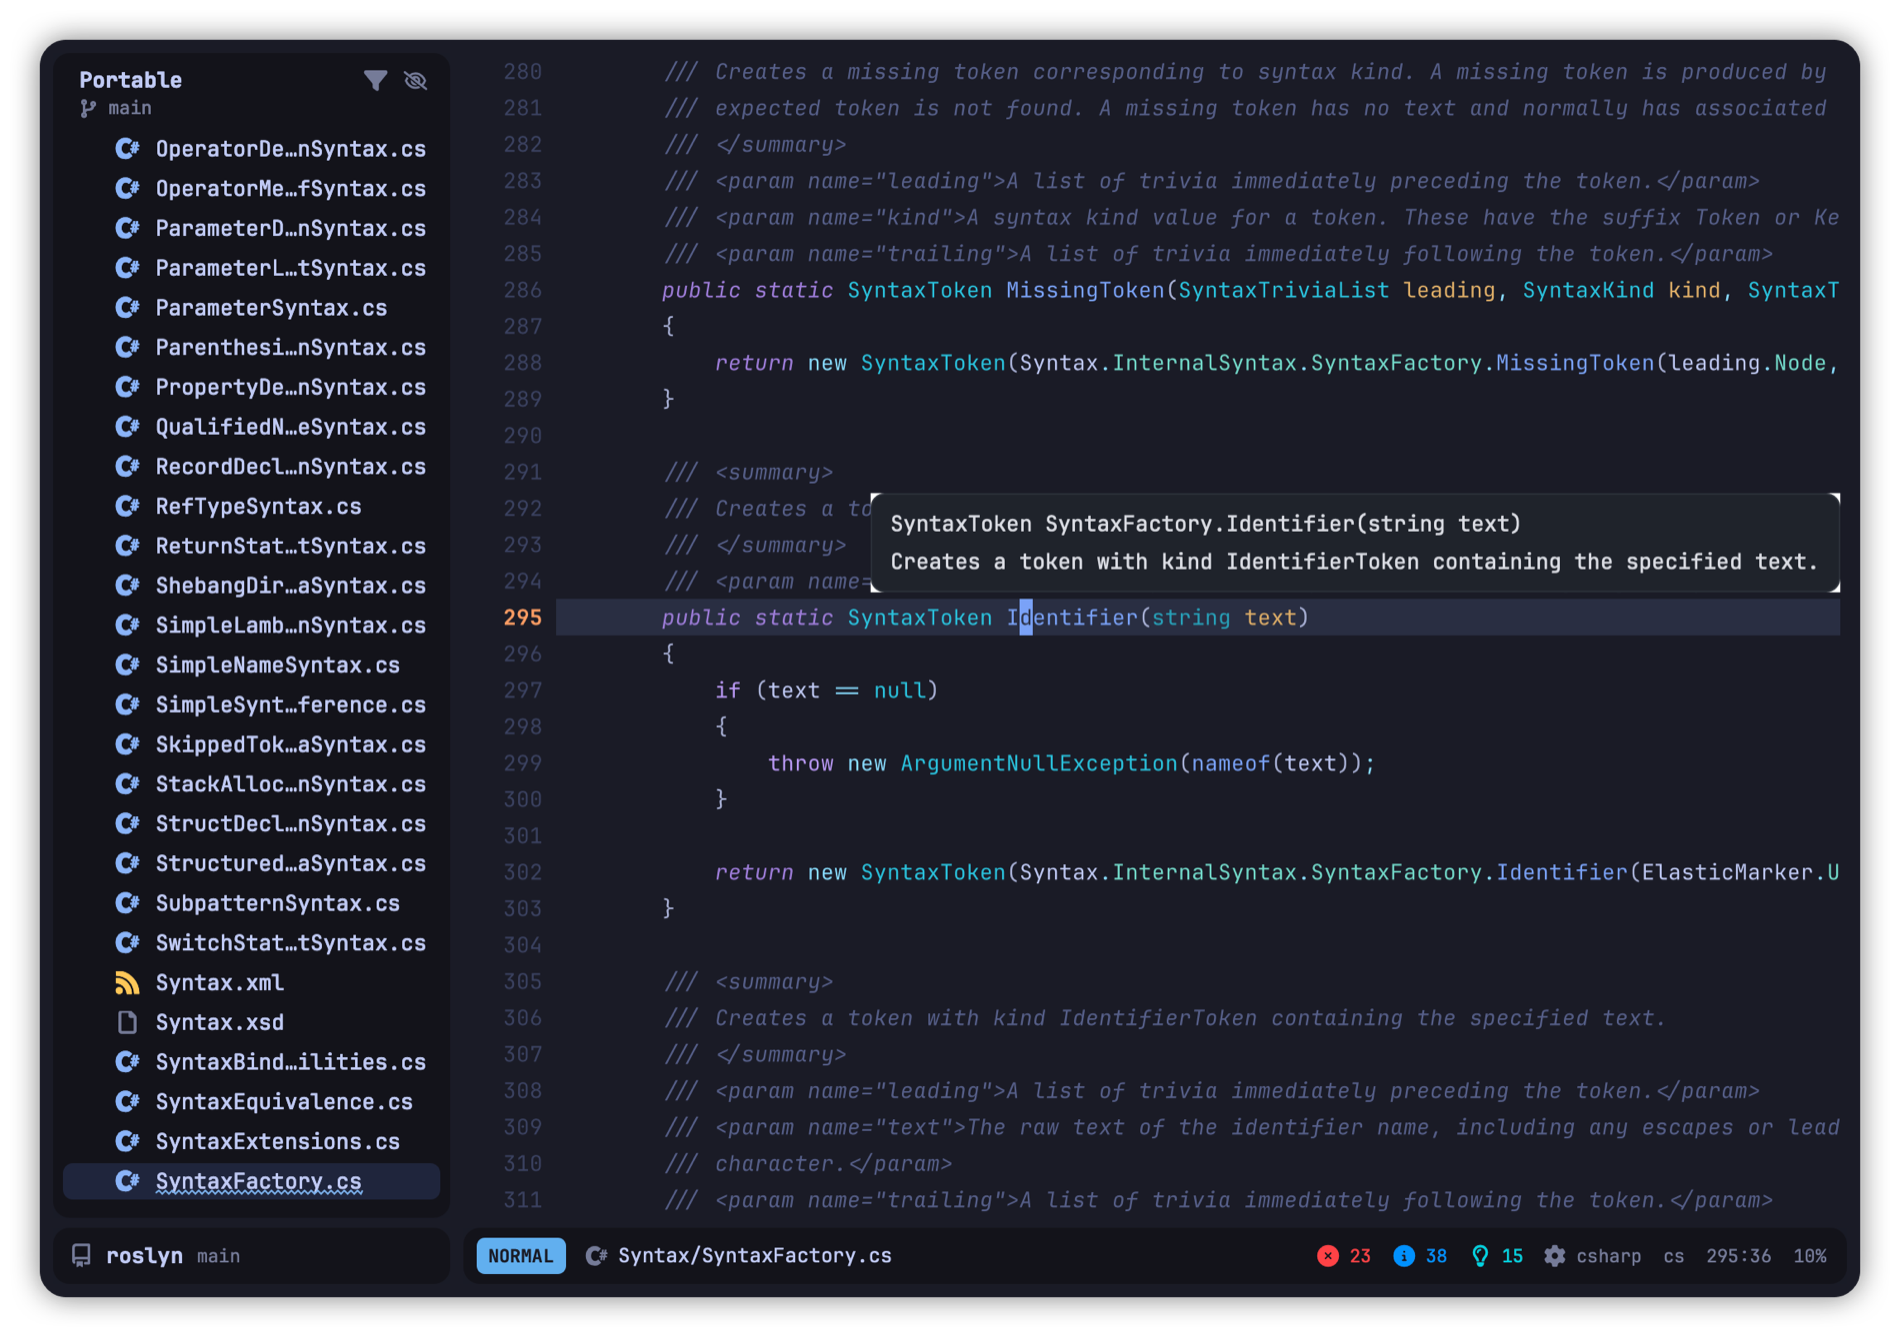 Portable
main
OperatorDe…nSyntax.cs
OperatorMe…fSyntax.cs
ParameterD…nSyntax.cs
ParameterL…tSyntax.cs
ParameterSyntax.cs
Parenthesi…nSyntax.cs
PropertyDe…nSyntax.cs
QualifiedN…eSyntax.cs
RecordDecl…nSyntax.cs
RefTypeSyntax.cs
ReturnStat…tSyntax.cs
ShebangDir…aSyntax.cs
SimpleLamb…nSyntax.cs
SimpleNameSyntax.cs
SimpleSynt…ference.cs
SkippedTok…aSyntax.cs
StackAlloc…nSyntax.cs
StructDecl…nSyntax.cs
Structured…aSyntax.cs
SubpatternSyntax.cs
SwitchStat…tSyntax.cs
Syntax.xml
Syntax.xsd
SyntaxBind…ilities.cs
SyntaxEquivalence.cs
SyntaxExtensions.cs
SyntaxFactory.cs
roslyn main
280 /// Creates a missing token corresponding to syntax kind. A missing token is produced by
281 /// expected token is not found. A missing token has no text and normally has associated
282 /// </summary>
283 /// <param name="leading">A list of trivia immediately preceding the token.</param>
284 /// <param name="kind">A syntax kind value for a token. These have the suffix Token or Ke
285 /// <param name="trailing">A list of trivia immediately following the token.</param>
286 public static SyntaxToken MissingToken(SyntaxTriviaList leading, SyntaxKind kind, SyntaxT
287 {
288 return new SyntaxToken(Syntax.InternalSyntax.SyntaxFactory.MissingToken(leading.Node,
289 }
290
291 /// <summary>
292 /// Creates a to
293 /// </summary>
294 /// <param name=
SyntaxToken SyntaxFactory.Identifier(string text)
Creates a token with kind IdentifierToken containing the specified text.
295 public static SyntaxToken Identifier(string text)
296 {
297 if (text == null)
298 {
299 throw new ArgumentNullException(nameof(text));
300 }
301
302 return new SyntaxToken(Syntax.InternalSyntax.SyntaxFactory.Identifier(ElasticMarker.U
303 }
304
305 /// <summary>
306 /// Creates a token with kind IdentifierToken containing the specified text.
307 /// </summary>
308 /// <param name="leading">A list of trivia immediately preceding the token.</param>
309 /// <param name="text">The raw text of the identifier name, including any escapes or lead
310 /// character.</param>
311 /// <param name="trailing">A list of trivia immediately following the token.</param>
NORMAL C# Syntax/SyntaxFactory.cs 23 38 15 csharp cs 295:36 10%